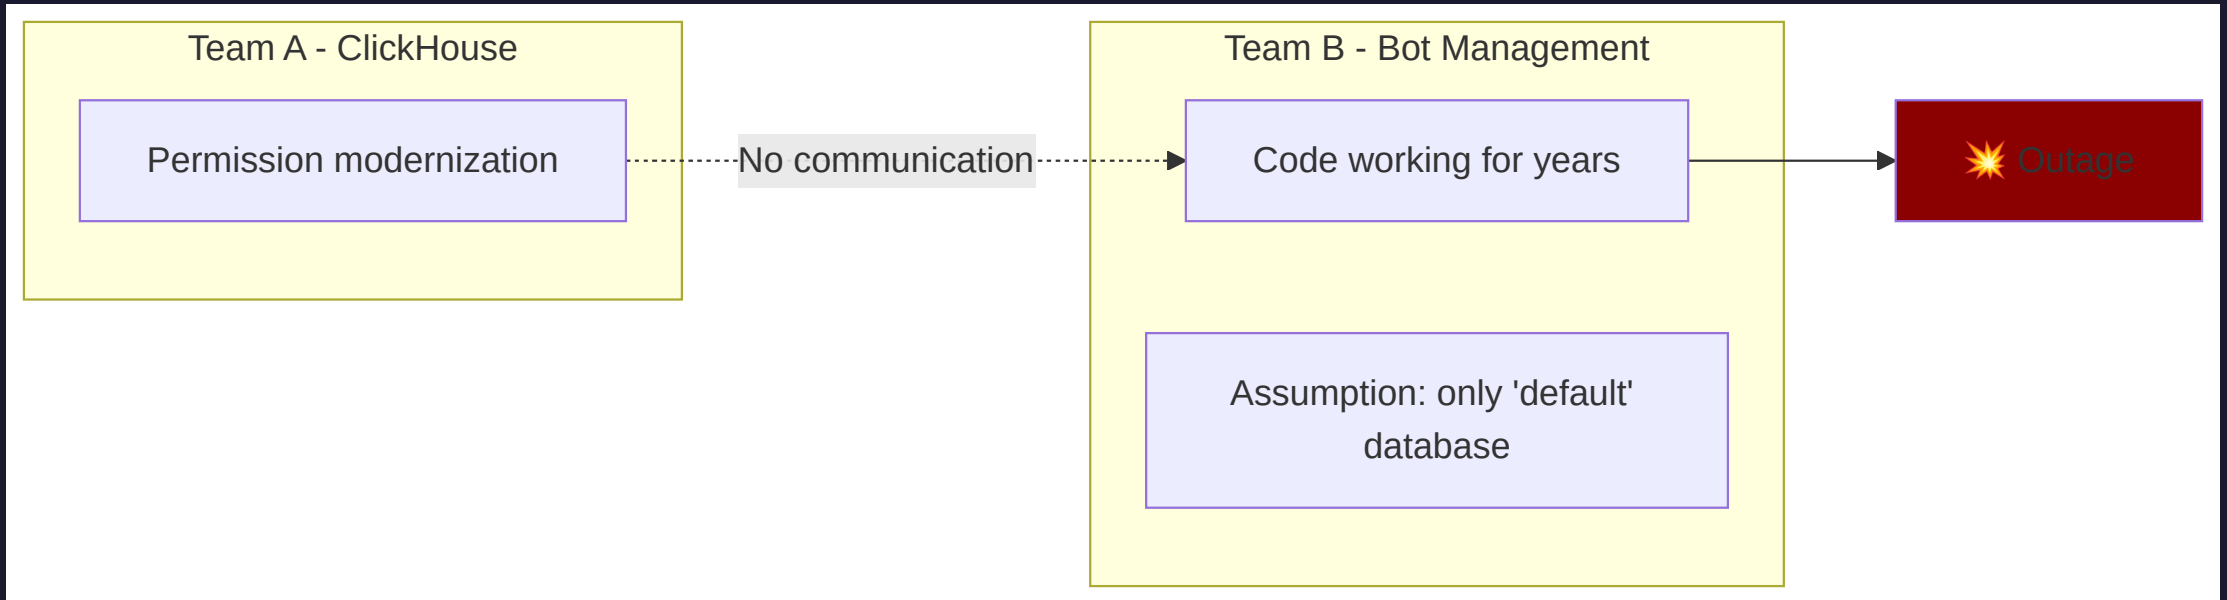 Team A - ClickHouse
Permission modernization
No communication
Team B - Bot Management
Code working for years
Assumption: only 'default'
database
💥 Outage